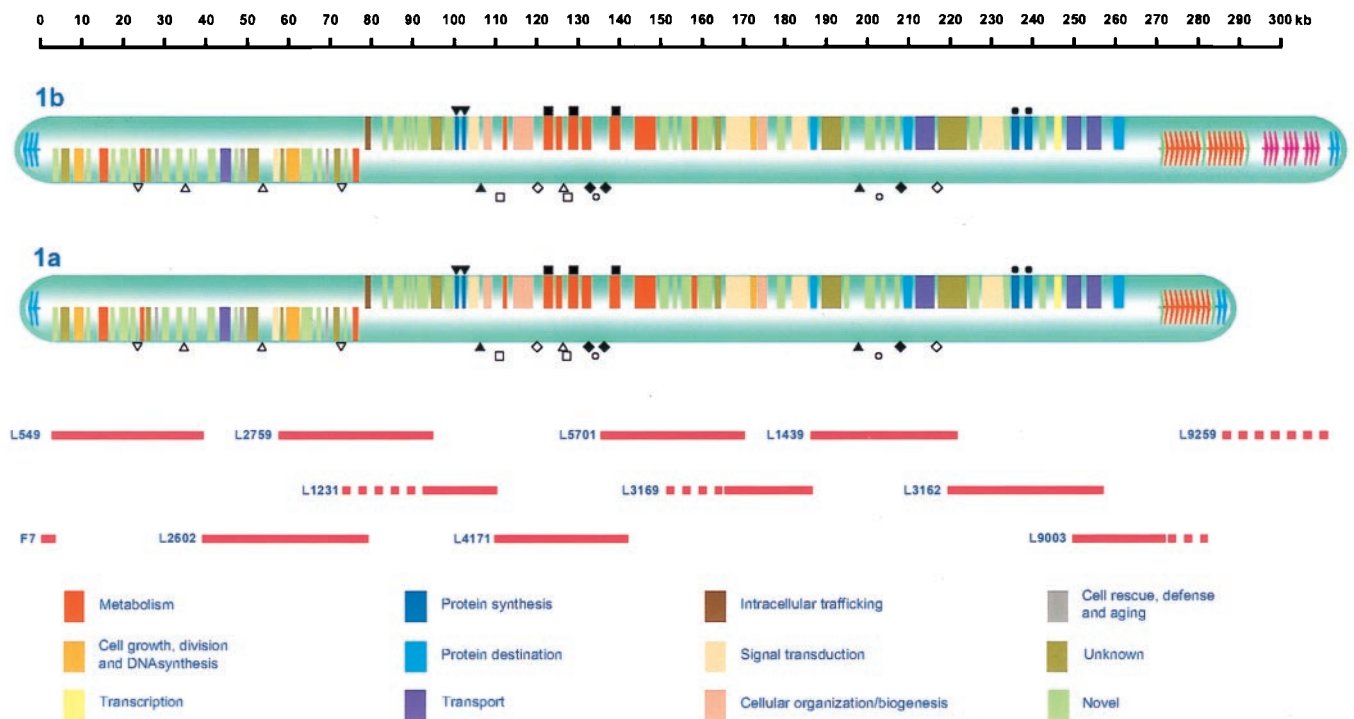 0 10 20 30 40 50 60 70 80 90 100 110 120 130 140 150 160 170 180 190 200 210 220 230 240 250 260 270 280 290 300 kb
1b
1a
L549 L2759 L5701 L1439 L9259
L1231 L3169 L3162
F7 L2602 L4171 L9003
Metabolism
Protein synthesis
Intracellular trafficking
Cell rescue, defense
and aging
Cell growth, division
and DNAsynthesis
Protein destination
Signal transduction
Unknown
Transcription
Transport
Cellular organization/biogenesis
Novel